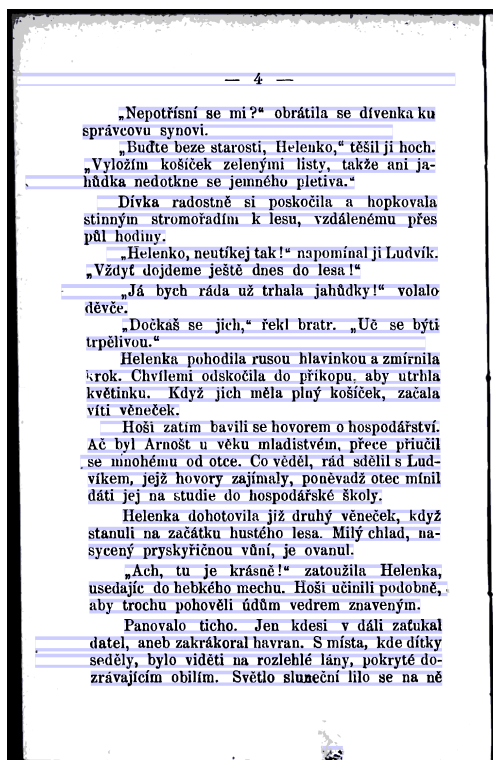 — 4 —
„Nepotřísní se mi?“ obrátila se dívenka ku
správcovu synovi.
„Buďte beze starosti, Helenko,“ těšil ji hoch.
„Vyložím košíček zelenými listy, takže ani ja-
hůdka nedotkne se jemného pletiva.“
Dívka radostně si poskočila a hopkovala
stinným stromořadím k lesu, vzdálenému přes
půl hodiny.
„Helenko, neutíkej tak!“ napomínal ji Ludvík.
„Vždyť dojdeme ještě dnes do lesa!“
„Já bych ráda už trhala jahůdky!“ volalo
děvče.
„Dočkáš se jich,“ řekl bratr. „Uč se býti
trpělivou.“
Helenka pohodila rusou hlavinkou a zmírnila
krok. Chvílemi odskočila do příkopu, aby utrhla
květinku. Když jich měla plný košíček, začala
víti věneček.
Hoši zatím bavili se hovorem o hospodářství.
Ač byl Arnošt u věku mladistvém, přece přiučil
se mnohému od otce. Co věděl, rád sdělil s Lud-
víkem, jejž hovory zajímaly, poněvadž otec mínil
dáti jej na studie do hospodářské školy.
Helenka dohotovila již druhý věneček, když
stanuli na začátku hustého lesa. Milý chlad, na-
sycený pryskyřičnou vůní, je ovanul.
„Ach, tu je krásně!“ zatoužila Helenka,
usedajíc do hebkého mechu. Hoši učinili podobně,
aby trochu pohověli údům vedrem znaveným.
Panovalo ticho. Jen kdesi v dáli zaťukal
datel, aneb zakrákoral havran. S místa, kde dítky
seděly, bylo viděti na rozlehlé lány, pokryté do-
zrávajícím obilím. Světlo sluneční lilo se na ně